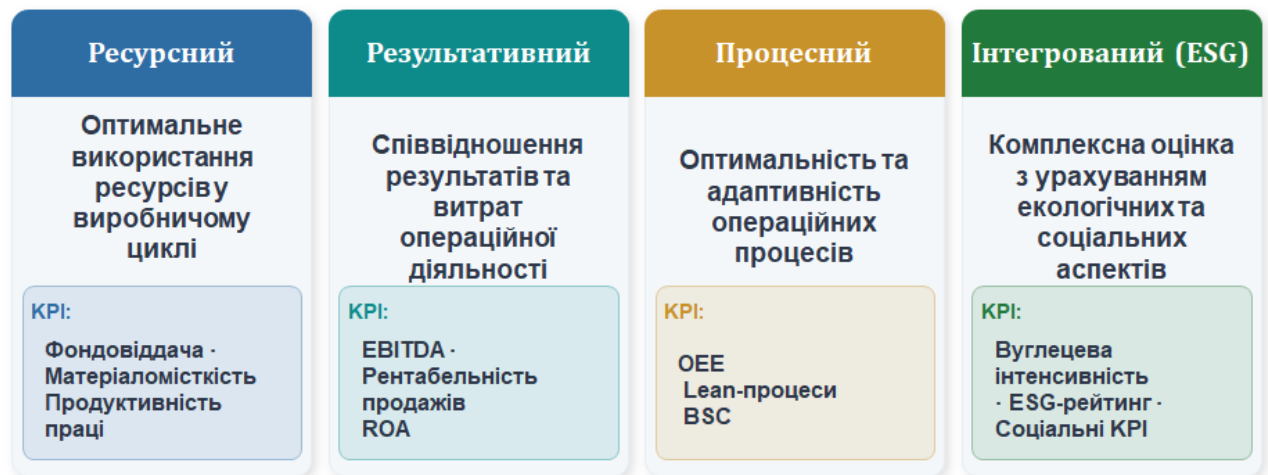 Ресурсний
Оптимальне
використання
ресурсів у
виробничому
циклі
KPI:
Фондовіддача ·
Матеріаломісткість
Продуктивність
праці
Результативний
Співвідношення
результатів та
витрат
операційної
діяльності
KPI:
EBITDA ·
Рентабельність
продажів
ROA
Процесний
Оптимальність та
адаптивність
операційних
процесів
KPI:
OEE
Lean-процеси
BSC
Інтегрований (ESG)
Комплексна оцінка
з урахуванням
екологічних та
соціальних
аспектів
KPI:
Вуглецева
інтенсивність
· ESG-рейтинг ·
Соціальні KPI